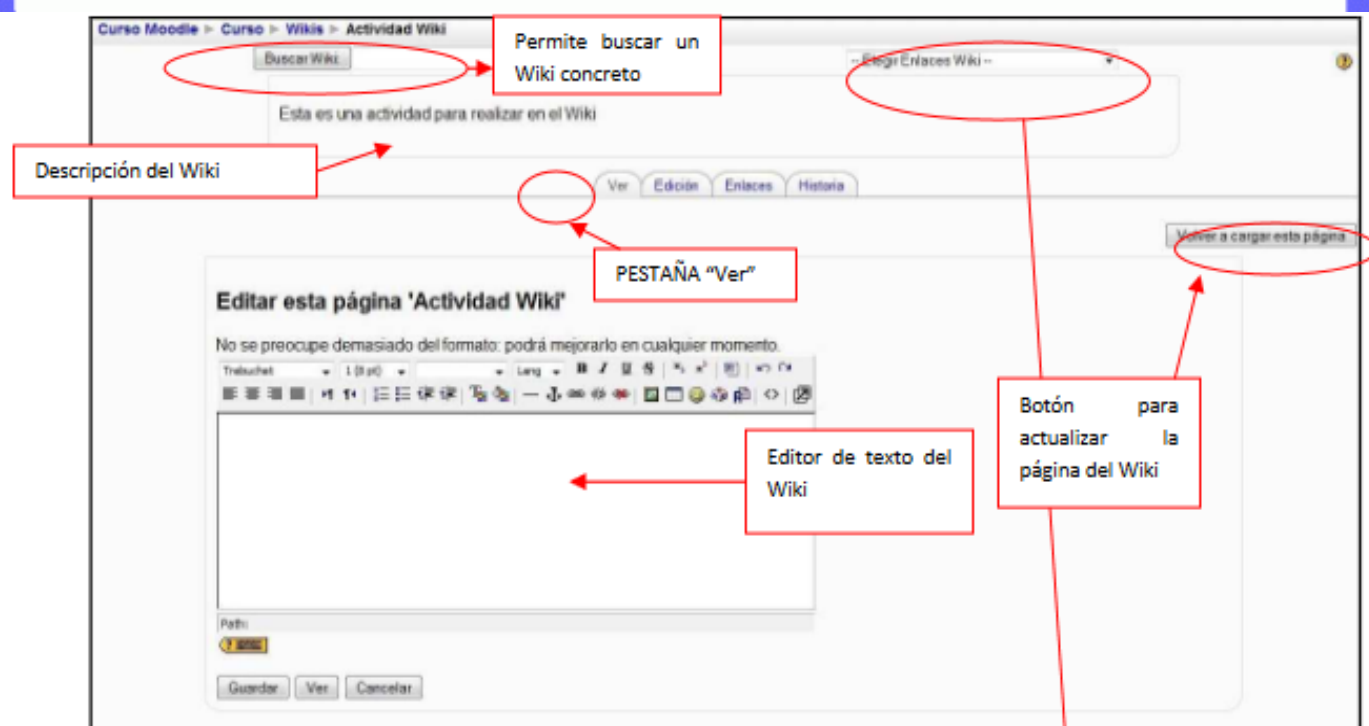 Curso Moodle ► Curso ► Wikis ► Actividad Wiki
Buscar Wiki
Permite buscar un
Wiki concreto
-- Elegir Enlaces Wiki --
Esta es una actividad para realizar en el Wiki
Descripción del Wiki
Ver Edición Enlaces Historia
Volver a cargar esta página
PESTAÑA “Ver”
Editar esta página 'Actividad Wiki'
No se preocupe demasiado del formato: podrá mejorarlo en cualquier momento.
Trebuchet 1 (8 pt) Lang B I U S
Botón para
actualizar la
página del Wiki
Editor de texto del
Wiki
Path:
Guardar Ver Cancelar